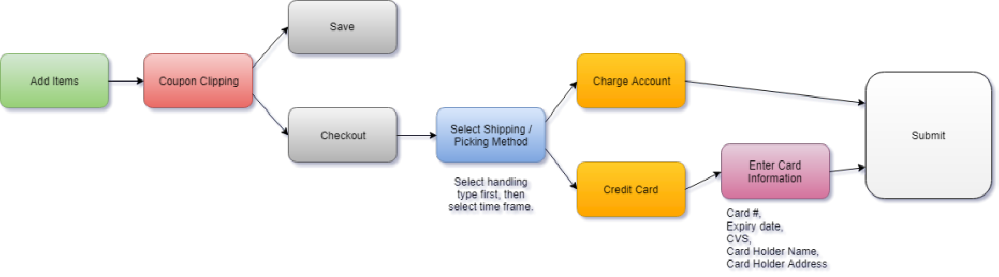 Save
Add Items
Coupon Clipping
Charge Account
Checkout
Select Shipping /
Picking Method
Submit
Select handling
type first, then
select time frame.
Credit Card
Enter Card
Information
Card #,
Expiry date,
CVS,
Card Holder Name,
Card Holder Address